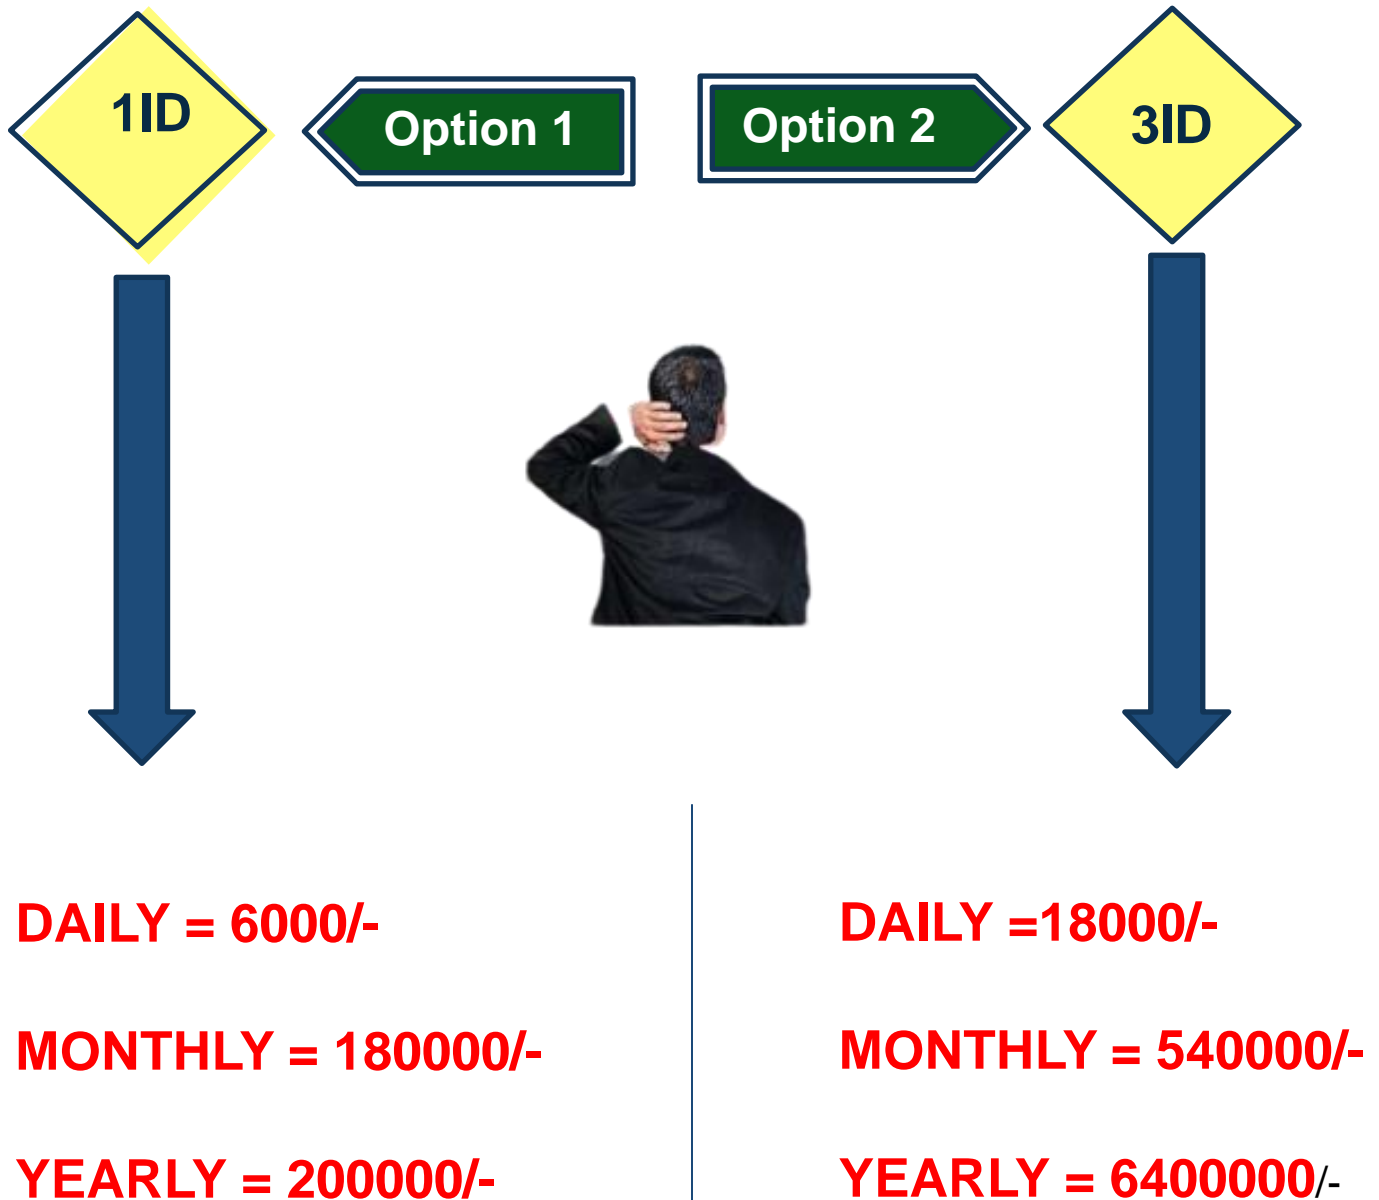 1ID
Option 1
Option 2
3ID
DAILY = 6000/-
MONTHLY = 180000/-
YEARLY = 200000/-
DAILY =18000/-
MONTHLY = 540000/-
YEARLY = 6400000/-